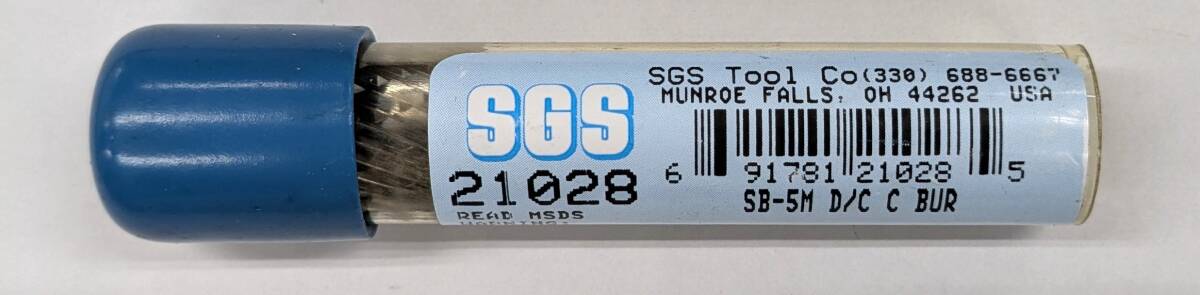 SGS
21028
READ MSDS
WARNING:
SGS Tool Co (330) 688-6667
MUNROE FALLS, OH 44262 USA
6 91781 21028 5
SB-5M D/C C BUR